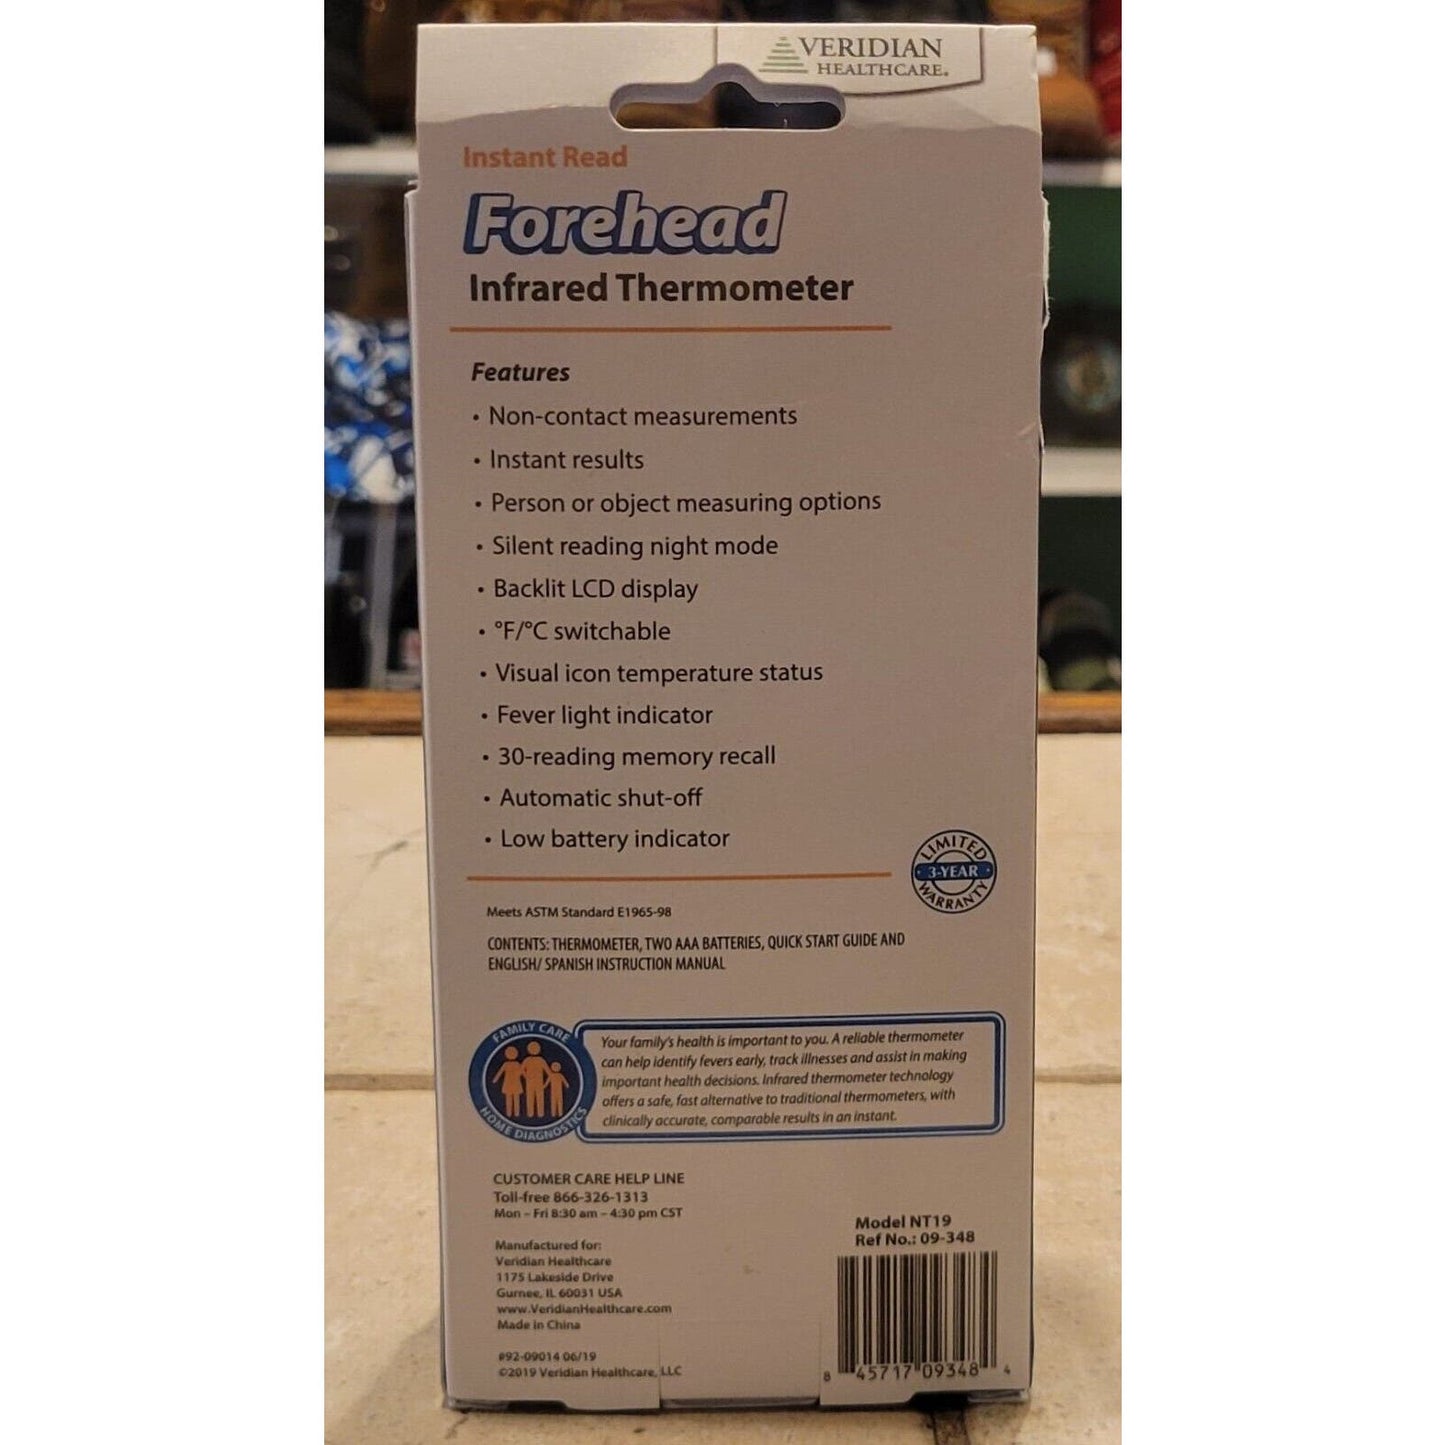 VERIDIAN
HEALTHCARE.
Instant Read
Forehead
Infrared Thermometer
Features
• Non-contact measurements
• Instant results
• Person or object measuring options
• Silent reading night mode
• Backlit LCD display
• °F/°C switchable
• Visual icon temperature status
• Fever light indicator
• 30-reading memory recall
• Automatic shut-off
• Low battery indicator
LIMITED
3-YEAR
WARRANTY
Meets ASTM Standard E1965-98
CONTENTS: THERMOMETER, TWO AAA BATTERIES, QUICK START GUIDE AND
ENGLISH/ SPANISH INSTRUCTION MANUAL
FAMILY CARE
HOME DIAGNOSTICS
Your family's health is important to you. A reliable thermometer
can help identify fevers early, track illnesses and assist in making
important health decisions. Infrared thermometer technology
offers a safe, fast alternative to traditional thermometers, with
clinically accurate, comparable results in an instant.
CUSTOMER CARE HELP LINE
Toll-free 866-326-1313
Mon – Fri 8:30 am – 4:30 pm CST
Manufactured for:
Veridian Healthcare
1175 Lakeside Drive
Gurnee, IL 60031 USA
www.VeridianHealthcare.com
Made in China
#92-09014 06/19
©2019 Veridian Healthcare, LLC
Model NT19
Ref No.: 09-348
8 45717 09348 4